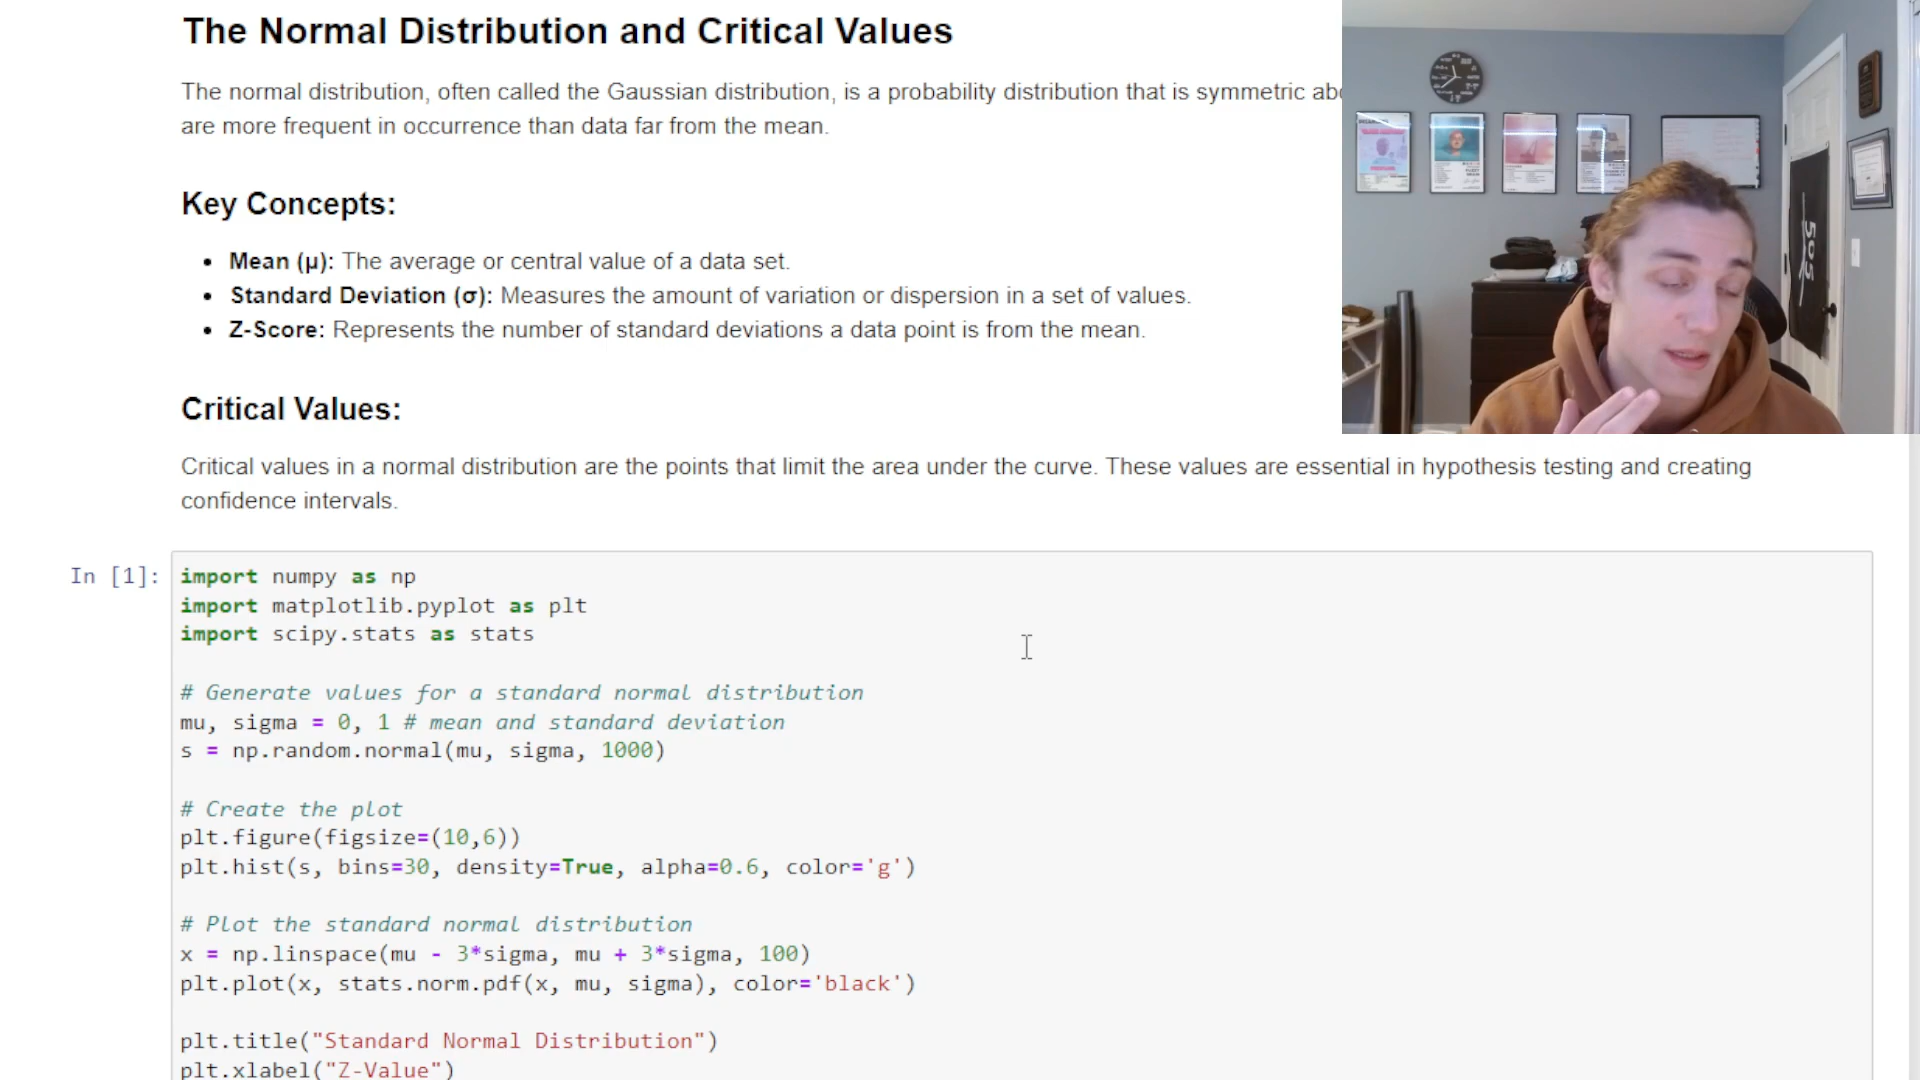 The Normal Distribution and Critical Values
The normal distribution, often called the Gaussian distribution, is a probability distribution that is symmetric
are more frequent in occurrence than data far from the mean.
Key Concepts:
• Mean (μ): The average or central value of a data set.
• Standard Deviation (σ): Measures the amount of variation or dispersion in a set of values.
• Z-Score: Represents the number of standard deviations a data point is from the mean.
Critical Values:
Critical values in a normal distribution are the points that limit the area under the curve. These values are essential in hypothesis testing and creating
confidence intervals.
In [1]:
import numpy as np
import matplotlib.pyplot as plt
import scipy.stats as stats
# Generate values for a standard normal distribution
mu, sigma = 0, 1 # mean and standard deviation
s = np.random.normal(mu, sigma, 1000)
# Create the plot
plt.figure(figsize=(10,6))
plt.hist(s, bins=30, density=True, alpha=0.6, color='g')
# Plot the standard normal distribution
x = np.linspace(mu - 3*sigma, mu + 3*sigma, 100)
plt.plot(x, stats.norm.pdf(x, mu, sigma), color='black')
plt.title("Standard Normal Distribution")
plt.xlabel("Z-Value")